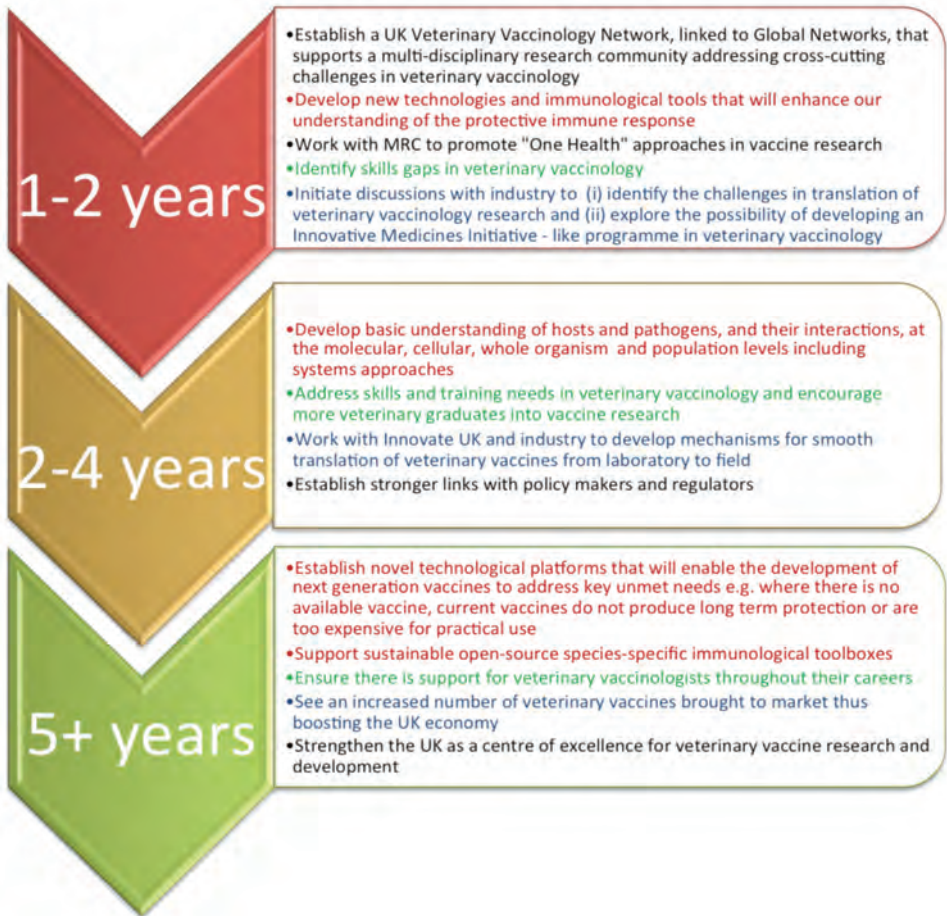 1-2 years
•Establish a UK Veterinary Vaccinology Network, linked to Global Networks, that
supports a multi-disciplinary research community addressing cross-cutting
challenges in veterinary vaccinology
•Develop new technologies and immunological tools that will enhance our
understanding of the protective immune response
•Work with MRC to promote "One Health" approaches in vaccine research
•Identify skills gaps in veterinary vaccinology
•Initiate discussions with industry to (i) identify the challenges in translation of
veterinary vaccinology research and (ii) explore the possibility of developing an
Innovative Medicines Initiative - like programme in veterinary vaccinology
2-4 years
•Develop basic understanding of hosts and pathogens, and their interactions, at
the molecular, cellular, whole organism and population levels including
systems approaches
•Address skills and training needs in veterinary vaccinology and encourage
more veterinary graduates into vaccine research
•Work with Innovate UK and industry to develop mechanisms for smooth
translation of veterinary vaccines from laboratory to field
•Establish stronger links with policy makers and regulators
5+ years
•Establish novel technological platforms that will enable the development of
next generation vaccines to address key unmet needs e.g. where there is no
available vaccine, current vaccines do not produce long term protection or are
too expensive for practical use
•Support sustainable open-source species-specific immunological toolboxes
•Ensure there is support for veterinary vaccinologists throughout their careers
•See an increased number of veterinary vaccines brought to market thus
boosting the UK economy
•Strengthen the UK as a centre of excellence for veterinary vaccine research and
development